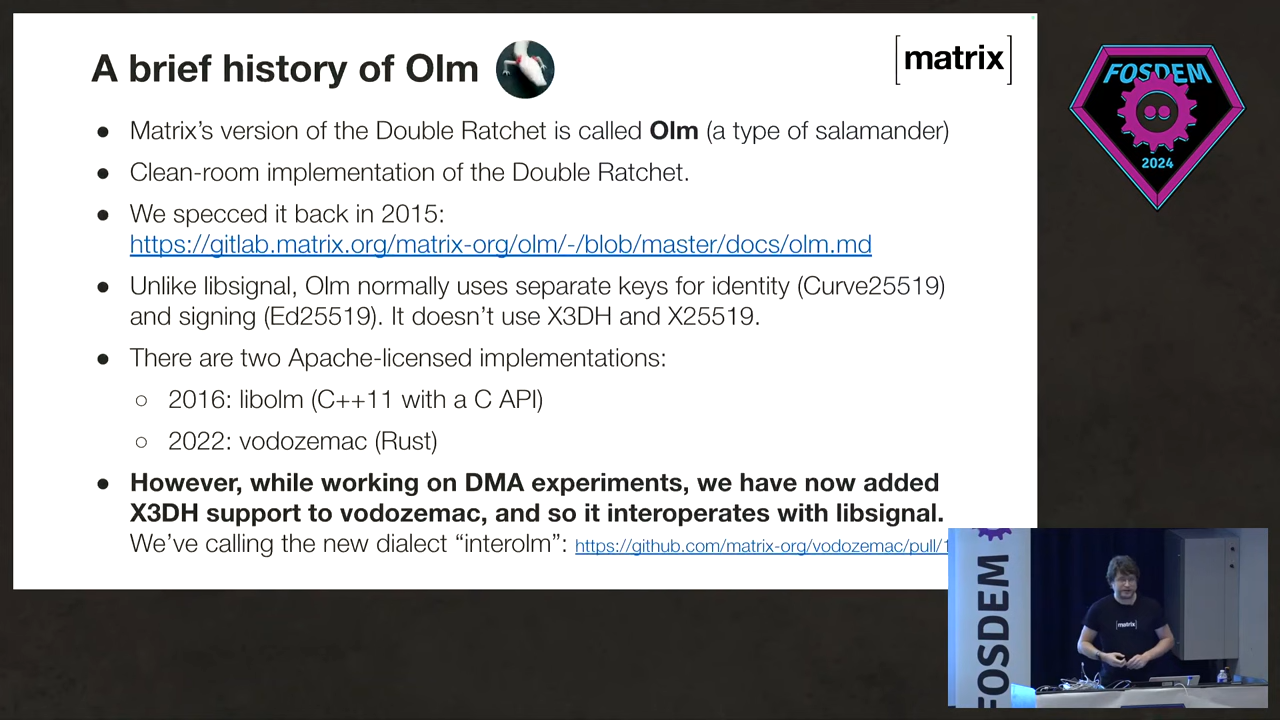 A brief history of Olm
[matrix]
● Matrix’s version of the Double Ratchet is called Olm (a type of salamander)
● Clean-room implementation of the Double Ratchet.
● We specced it back in 2015:
https://gitlab.matrix.org/matrix-org/olm/-/blob/master/docs/olm.md
● Unlike libsignal, Olm normally uses separate keys for identity (Curve25519)
and signing (Ed25519). It doesn’t use X3DH and X25519.
● There are two Apache-licensed implementations:
○ 2016: libolm (C++11 with a C API)
○ 2022: vodozemac (Rust)
● However, while working on DMA experiments, we have now added
X3DH support to vodozemac, and so it interoperates with libsignal.
We’ve calling the new dialect “interolm”: https://github.com/matrix-org/vodozemac/pull/1
FOSDEM
2024
FOSDEM
[matrix]